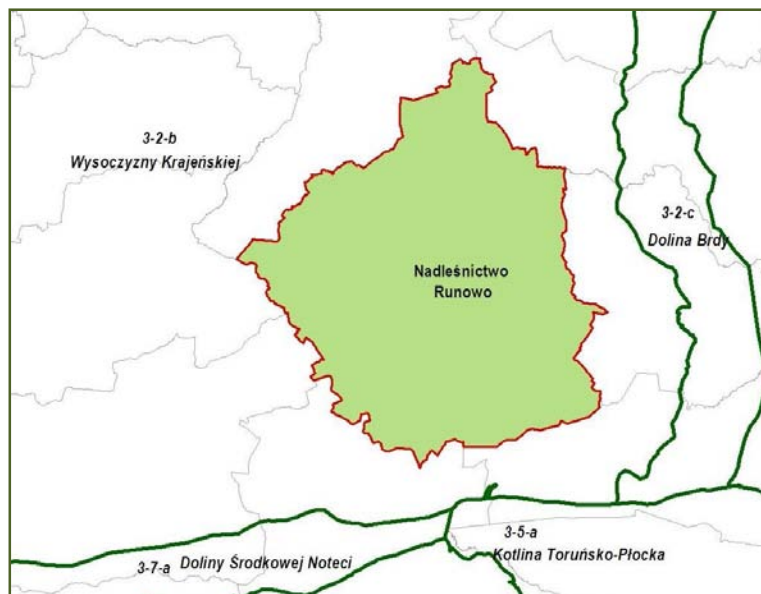 3-2-b
Wysoczyzny Krajeńskiej
3-2-c
Dolina Brdy
Nadleśnictwo
Runowo
3-5-a
Kotlina Toruńsko-Płocka
3-7-a Doliny Środkowej Noteci